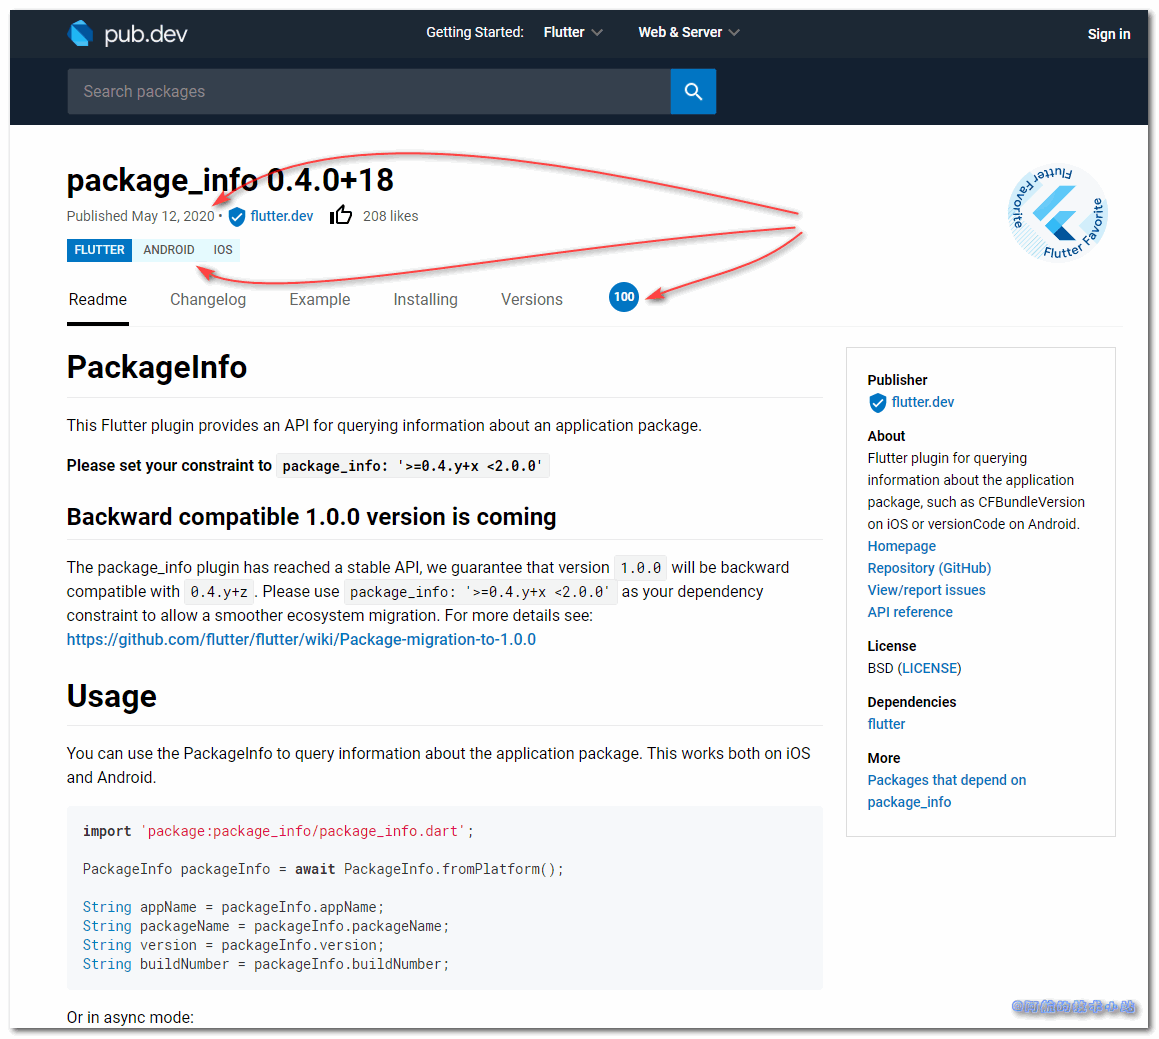 pub.dev
Getting Started: Flutter Web & Server Sign in
Search packages
package_info 0.4.0+18
Published May 12, 2020 • flutter.dev 208 likes
FLUTTER ANDROID IOS
Flutter Favorite Flutter Favorite
Readme Changelog Example Installing Versions 100
PackageInfo
This Flutter plugin provides an API for querying information about an application package.
Please set your constraint to package_info: '>=0.4.y+x <2.0.0'
Backward compatible 1.0.0 version is coming
The package_info plugin has reached a stable API, we guarantee that version 1.0.0 will be backward
compatible with 0.4.y+z . Please use package_info: '>=0.4.y+x <2.0.0' as your dependency
constraint to allow a smoother ecosystem migration. For more details see:
https://github.com/flutter/flutter/wiki/Package-migration-to-1.0.0
Usage
You can use the PackageInfo to query information about the application package. This works both on iOS
and Android.
import 'package:package_info/package_info.dart';
PackageInfo packageInfo = await PackageInfo.fromPlatform();
String appName = packageInfo.appName;
String packageName = packageInfo.packageName;
String version = packageInfo.version;
String buildNumber = packageInfo.buildNumber;
Or in async mode:
Publisher
flutter.dev
About
Flutter plugin for querying
information about the application
package, such as CFBundleVersion
on iOS or versionCode on Android.
Homepage
Repository (GitHub)
View/report issues
API reference
License
BSD (LICENSE)
Dependencies
flutter
More
Packages that depend on
package_info